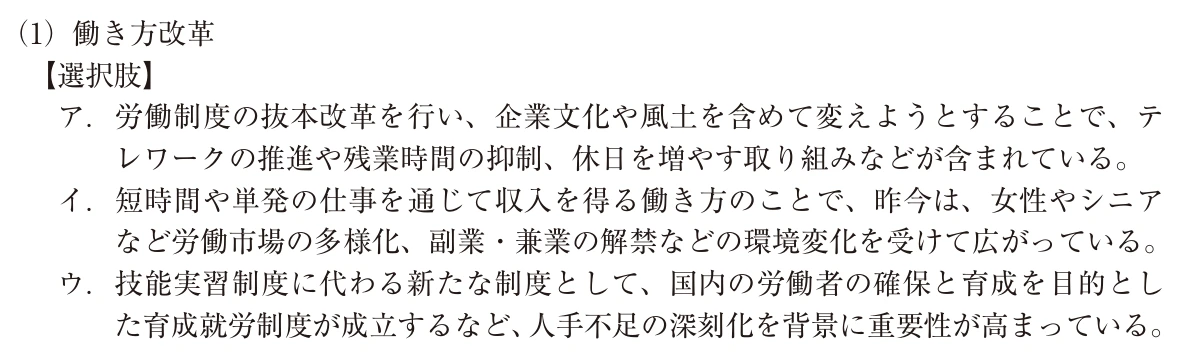 (1) 働き方改革
【選択肢】
ア．労働制度の抜本改革を行い、企業文化や風土を含めて変えようとすることで、テ
レワークの推進や残業時間の抑制、休日を増やす取り組みなどが含まれている。
イ．短時間や単発の仕事を通じて収入を得る働き方のことで、昨今は、女性やシニア
など労働市場の多様化、副業・兼業の解禁などの環境変化を受けて広がっている。
ウ．技能実習制度に代わる新たな制度として、国内の労働者の確保と育成を目的とし
た育成就労制度が成立するなど、人手不足の深刻化を背景に重要性が高まっている。